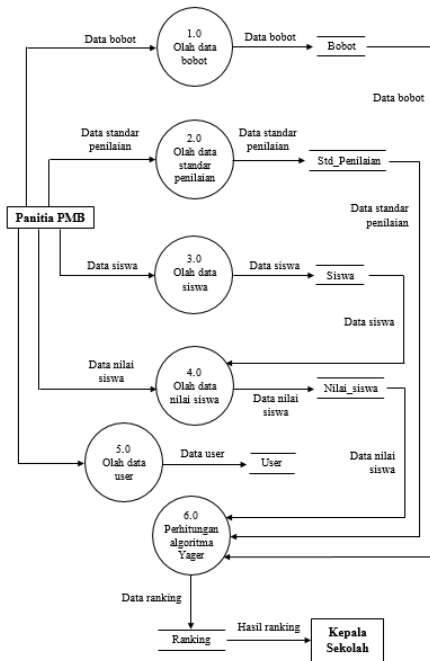 1.0
Olah data
bobot
Data bobot
Data bobot
Bobot
Data bobot
2.0
Olah data
standar
penilaian
Data standar
penilaian
Data standar
penilaian
Std_Penilaian
Data standar
penilaian
Panitia PMB
3.0
Olah data
siswa
Data siswa
Data siswa
Siswa
Data siswa
4.0
Olah data
nilai siswa
Data nilai
siswa
Data nilai
siswa
Nilai_siswa
Data nilai
siswa
5.0
Olah data
user
Data user
User
6.0
Perhitungan
algoritma
Yager
Data ranking
Ranking
Hasil ranking
Kepala
Sekolah